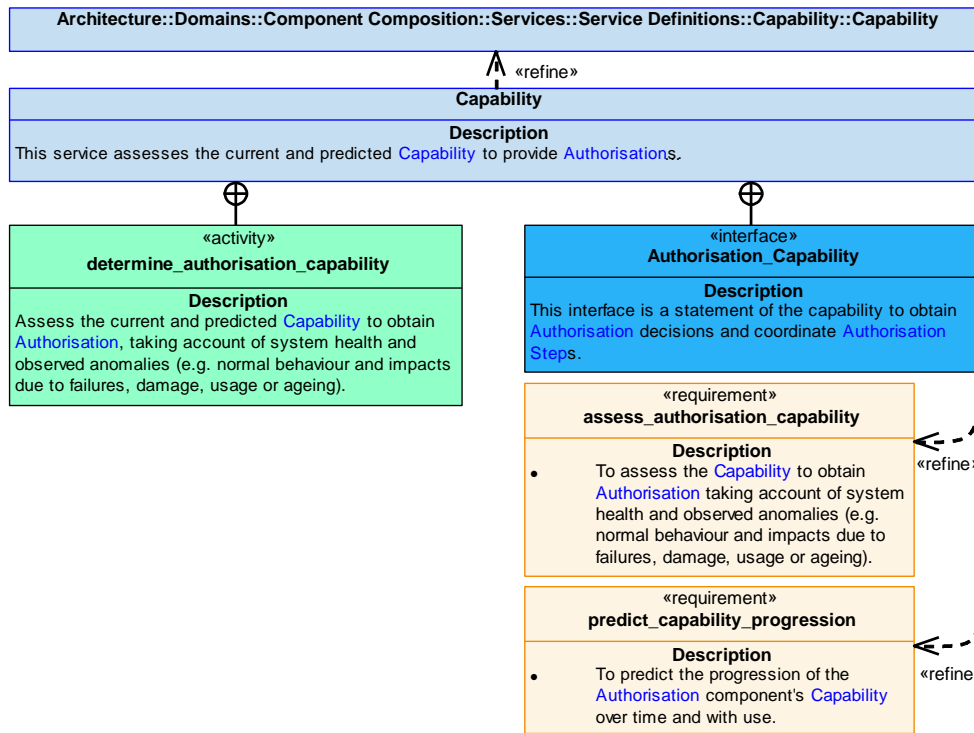 Architecture::Domains::Component Composition::Services::Service Definitions::Capability::Capability
«refine»
Capability
Description
This service assesses the current and predicted Capability to provide Authorisations.
«activity»
determine_authorisation_capability
Description
Assess the current and predicted Capability to obtain
Authorisation, taking account of system health and
observed anomalies (e.g. normal behaviour and impacts
due to failures, damage, usage or ageing).
«interface»
Authorisation_Capability
Description
This interface is a statement of the capability to obtain
Authorisation decisions and coordinate Authorisation
Steps.
«requirement»
assess_authorisation_capability
Description
• To assess the Capability to obtain
Authorisation taking account of system
health and observed anomalies (e.g.
normal behaviour and impacts due to
failures, damage, usage or ageing).
«refine»
«requirement»
predict_capability_progression
Description
• To predict the progression of the
Authorisation component's Capability
over time and with use.
«refine»